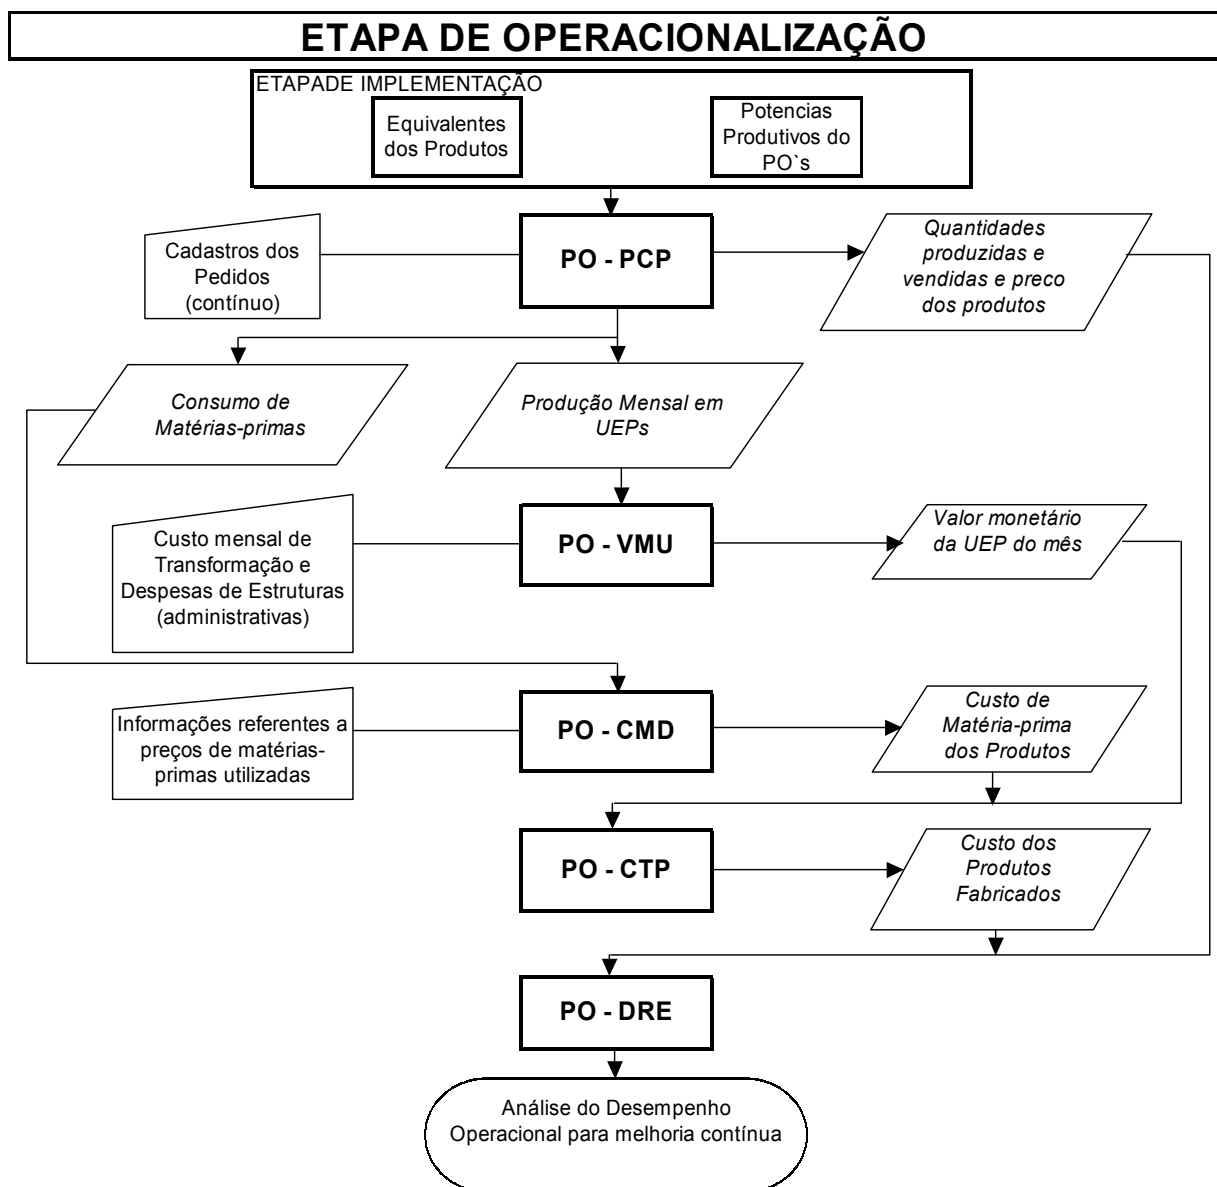 ETAPA DE OPERACIONALIZAÇÃO
ETAPADE IMPLEMENTAÇÃO
Equivalentes
dos Produtos
Potencias
Produtivos do
PO`s
Cadastros dos
Pedidos
(contínuo)
PO - PCP
Quantidades
produzidas e
vendidas e preco
dos produtos
Consumo de
Matérias-primas
Produção Mensal em
UEPs
Custo mensal de
Transformação e
Despesas de Estruturas
(administrativas)
PO - VMU
Valor monetário
da UEP do mês
Informações referentes a
preços de matérias-
primas utilizadas
PO - CMD
Custo de
Matéria-prima
dos Produtos
PO - CTP
Custo dos
Produtos
Fabricados
PO - DRE
Análise do Desempenho
Operacional para melhoria contínua